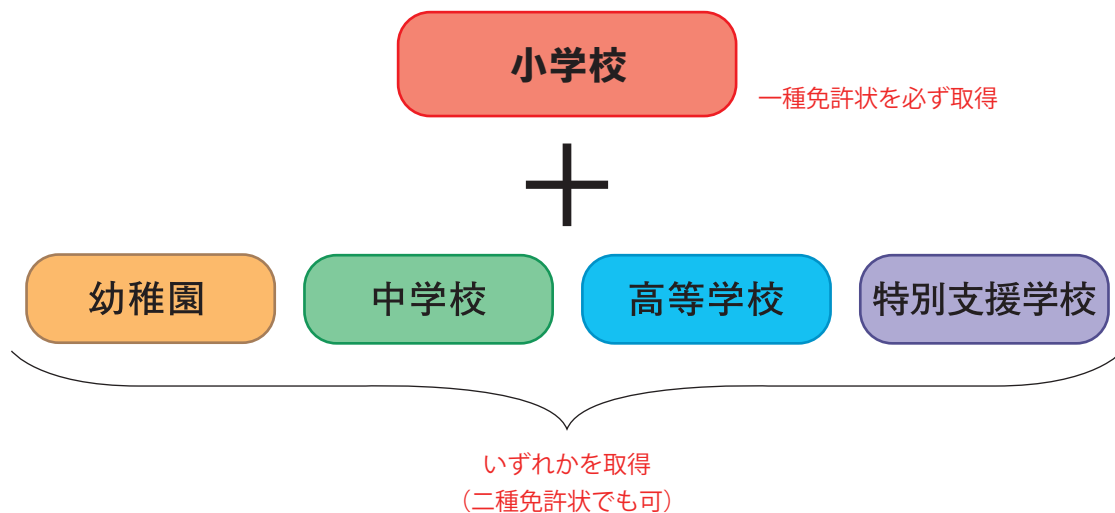 小学校
一種免許状を必ず取得
幼稚園
中学校
高等学校
特別支援学校
いずれかを取得
（二種免許状でも可）